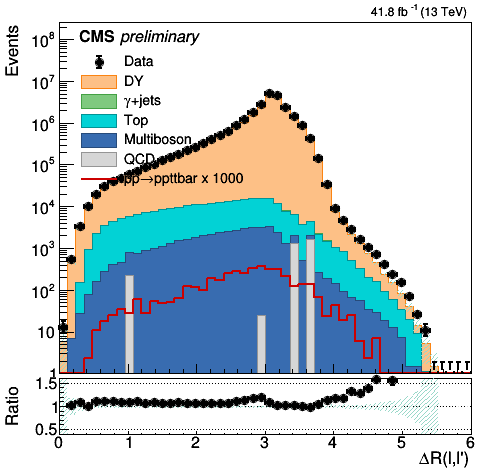 41.8 fb⁻¹ (13 TeV)
Events
10⁸
10⁷
10⁶
10⁵
10⁴
10³
10²
10
1
CMS preliminary
Data
DY
γ+jets
Top
Multiboson
QCD
pp→ppttbar x 1000
Ratio
1.5
1
0.5
0 1 2 3 4 5 6
ΔR(l,l')